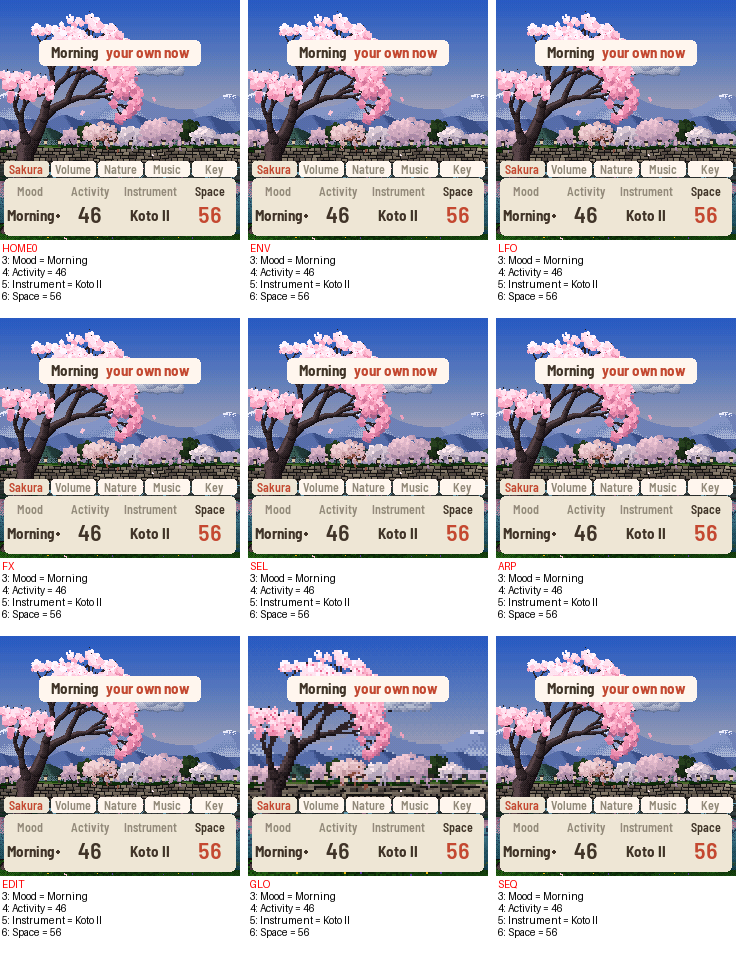 Morning your own now
Morning your own now
Morning your own now
Sakura Volume Nature Music Key
Sakura Volume Nature Music Key
Sakura Volume Nature Music Key
Mood Activity Instrument Space
Mood Activity Instrument Space
Mood Activity Instrument Space
Morning+ 46 Koto II 56
Morning+ 46 Koto II 56
Morning+ 46 Koto II 56
HOME0
ENV
LFO
3: Mood = Morning
4: Activity = 46
5: Instrument = Koto II
6: Space = 56
3: Mood = Morning
4: Activity = 46
5: Instrument = Koto II
6: Space = 56
3: Mood = Morning
4: Activity = 46
5: Instrument = Koto II
6: Space = 56
Morning your own now
Morning your own now
Morning your own now
Sakura Volume Nature Music Key
Sakura Volume Nature Music Key
Sakura Volume Nature Music Key
Mood Activity Instrument Space
Mood Activity Instrument Space
Mood Activity Instrument Space
Morning+ 46 Koto II 56
Morning+ 46 Koto II 56
Morning+ 46 Koto II 56
FX
SEL
ARP
3: Mood = Morning
4: Activity = 46
5: Instrument = Koto II
6: Space = 56
3: Mood = Morning
4: Activity = 46
5: Instrument = Koto II
6: Space = 56
3: Mood = Morning
4: Activity = 46
5: Instrument = Koto II
6: Space = 56
Morning your own now
Morning your own now
Morning your own now
Sakura Volume Nature Music Key
Sakura Volume Nature Music Key
Sakura Volume Nature Music Key
Mood Activity Instrument Space
Mood Activity Instrument Space
Mood Activity Instrument Space
Morning+ 46 Koto II 56
Morning+ 46 Koto II 56
Morning+ 46 Koto II 56
EDIT
GLO
SEQ
3: Mood = Morning
4: Activity = 46
5: Instrument = Koto II
6: Space = 56
3: Mood = Morning
4: Activity = 46
5: Instrument = Koto II
6: Space = 56
3: Mood = Morning
4: Activity = 46
5: Instrument = Koto II
6: Space = 56